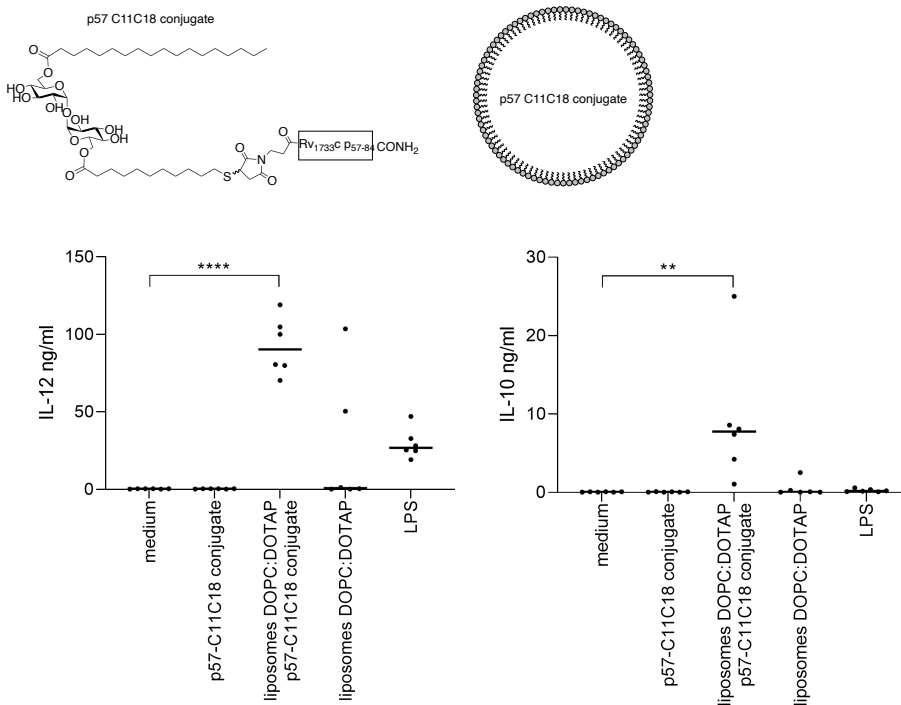 p57 C11C18 conjugate
O
O
HO
O
HO
HO
OH
O
O
OH
HO
O
OH
OH
O
O
S
O
N
O
O
Rv1733c p57-84
CONH2
p57 C11C18 conjugate
IL-12 ng/ml
150
100
50
0
****
medium
p57-C11C18 conjugate
liposomes DOPC:DOTAP
p57-C11C18 conjugate
liposomes DOPC:DOTAP
LPS
IL-10 ng/ml
30
20
10
0
**
medium
p57-C11C18 conjugate
liposomes DOPC:DOTAP
p57-C11C18 conjugate
liposomes DOPC:DOTAP
LPS